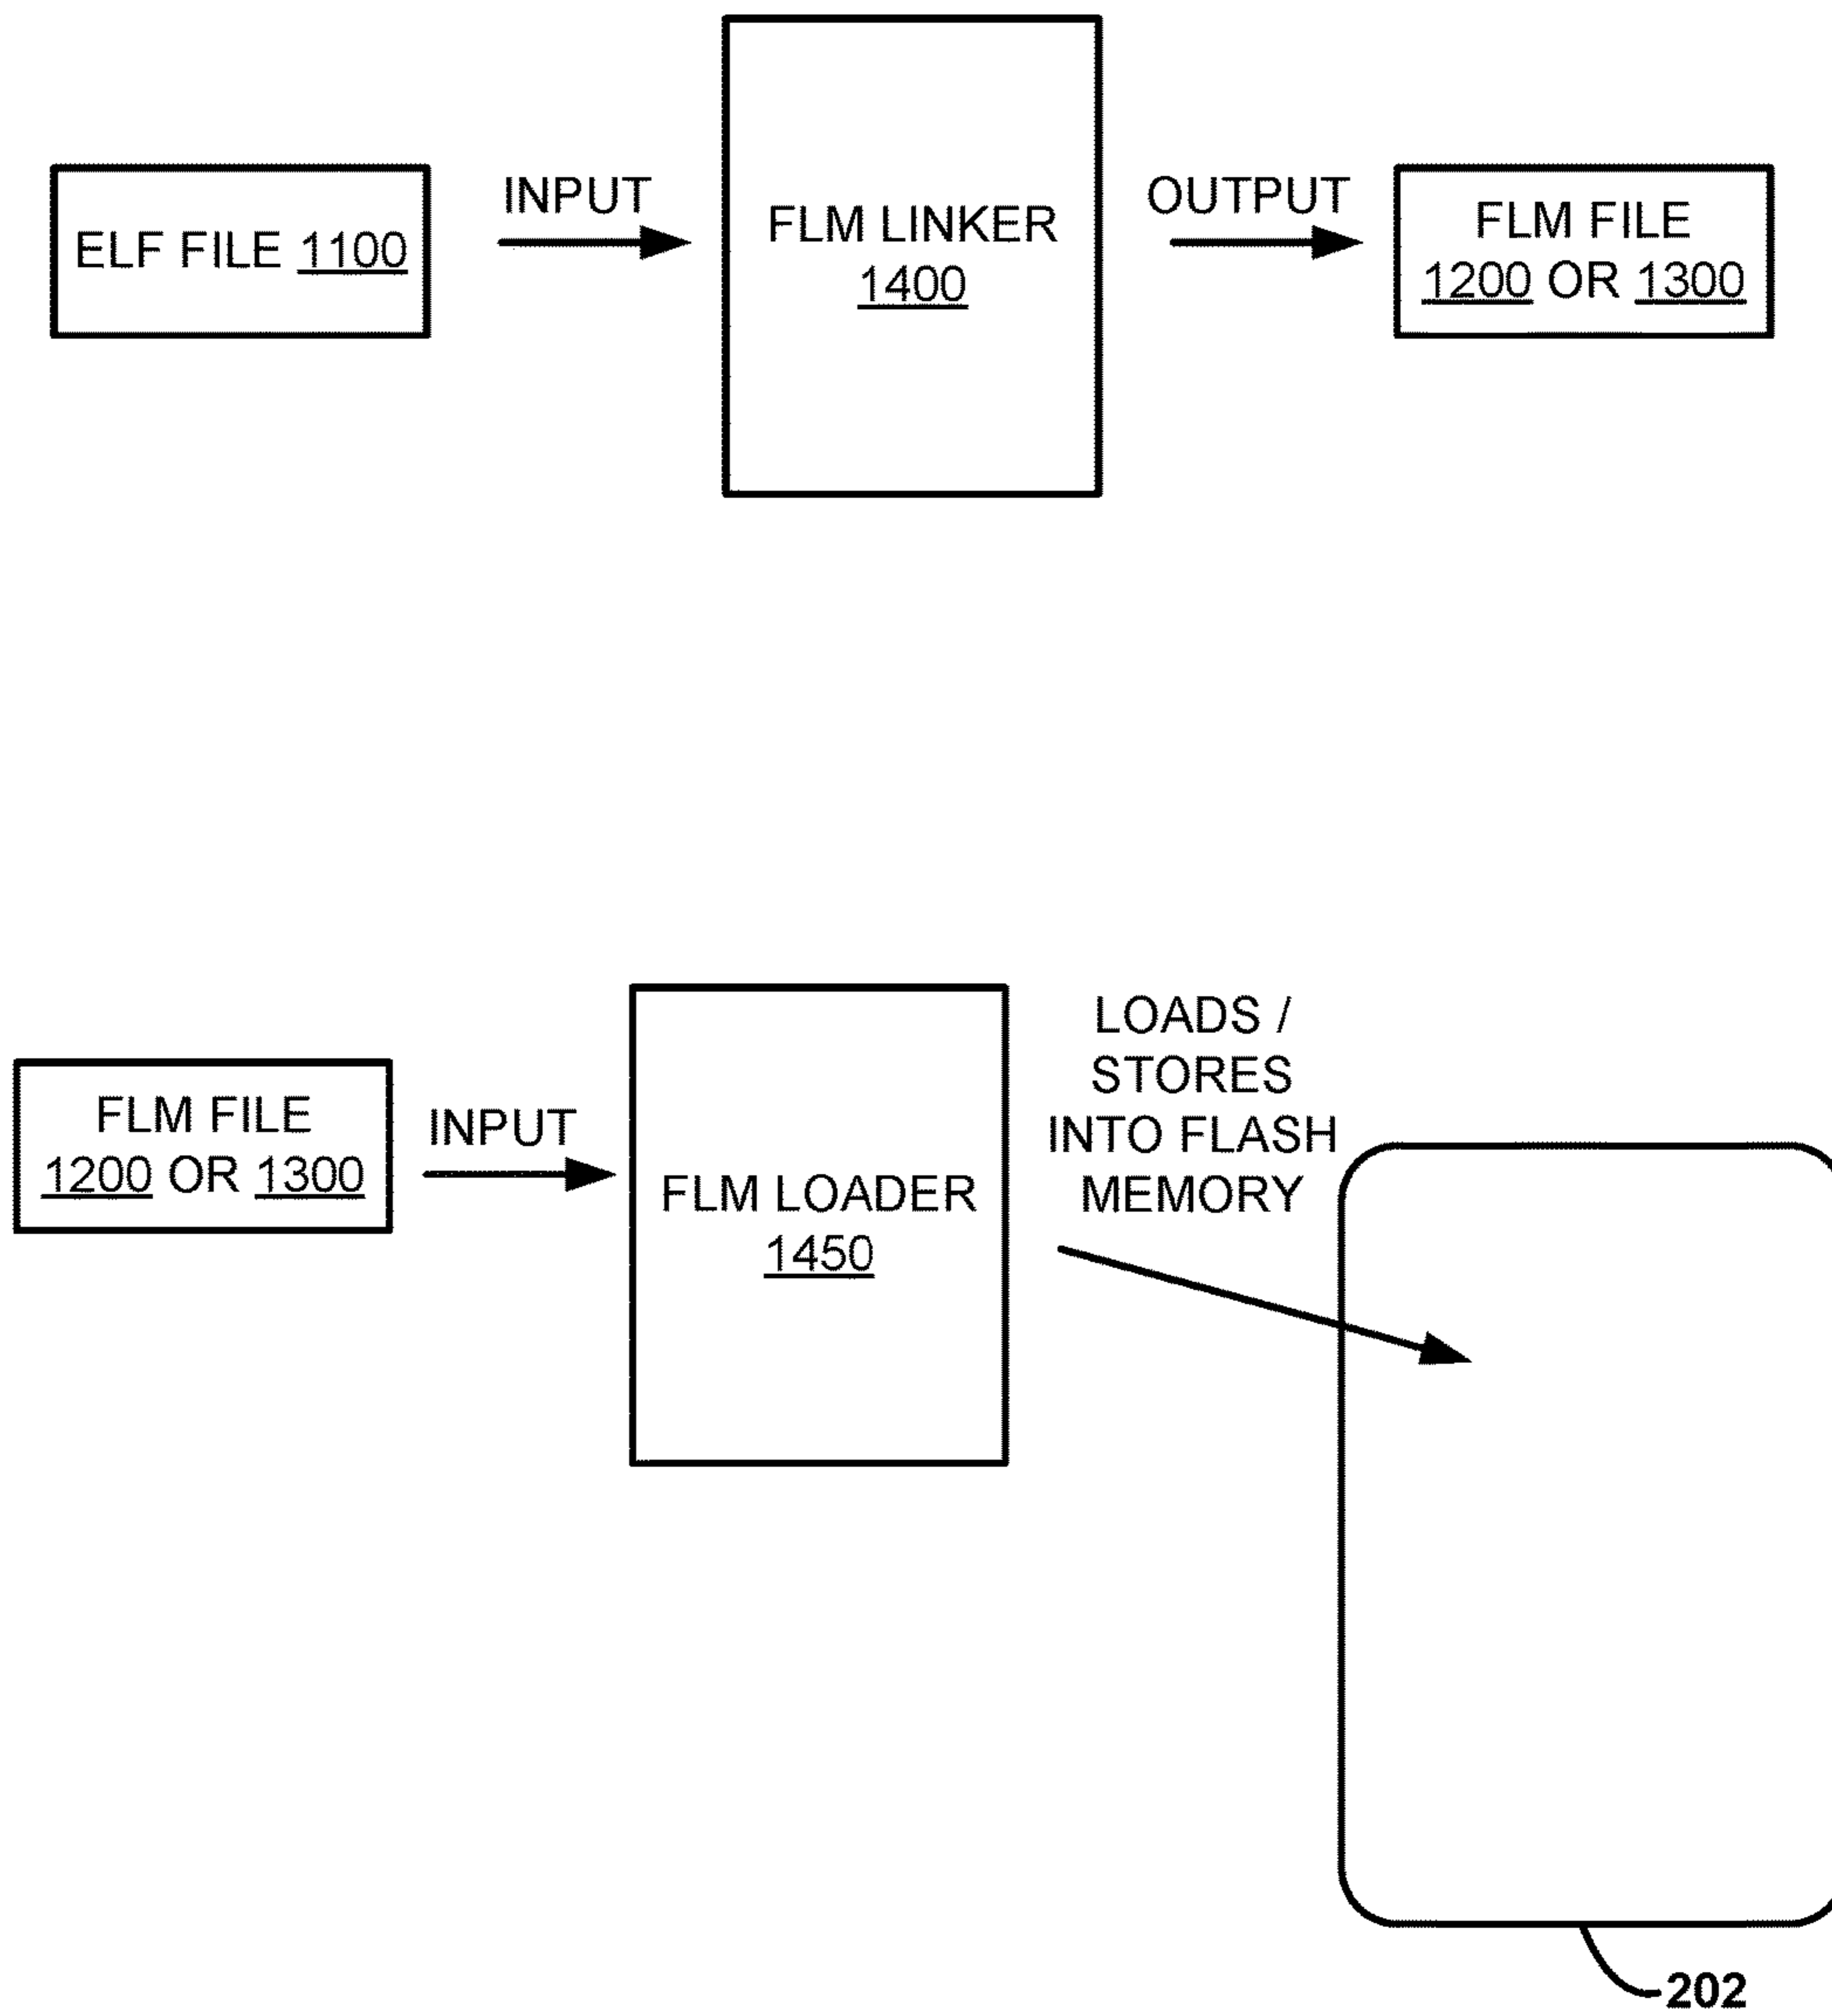 ELF FILE 1100
INPUT
FLM LINKER
1400
OUTPUT
FLM FILE
1200 OR 1300
FLM FILE
1200 OR 1300
INPUT
FLM LOADER
1450
LOADS /
STORES
INTO FLASH
MEMORY
202